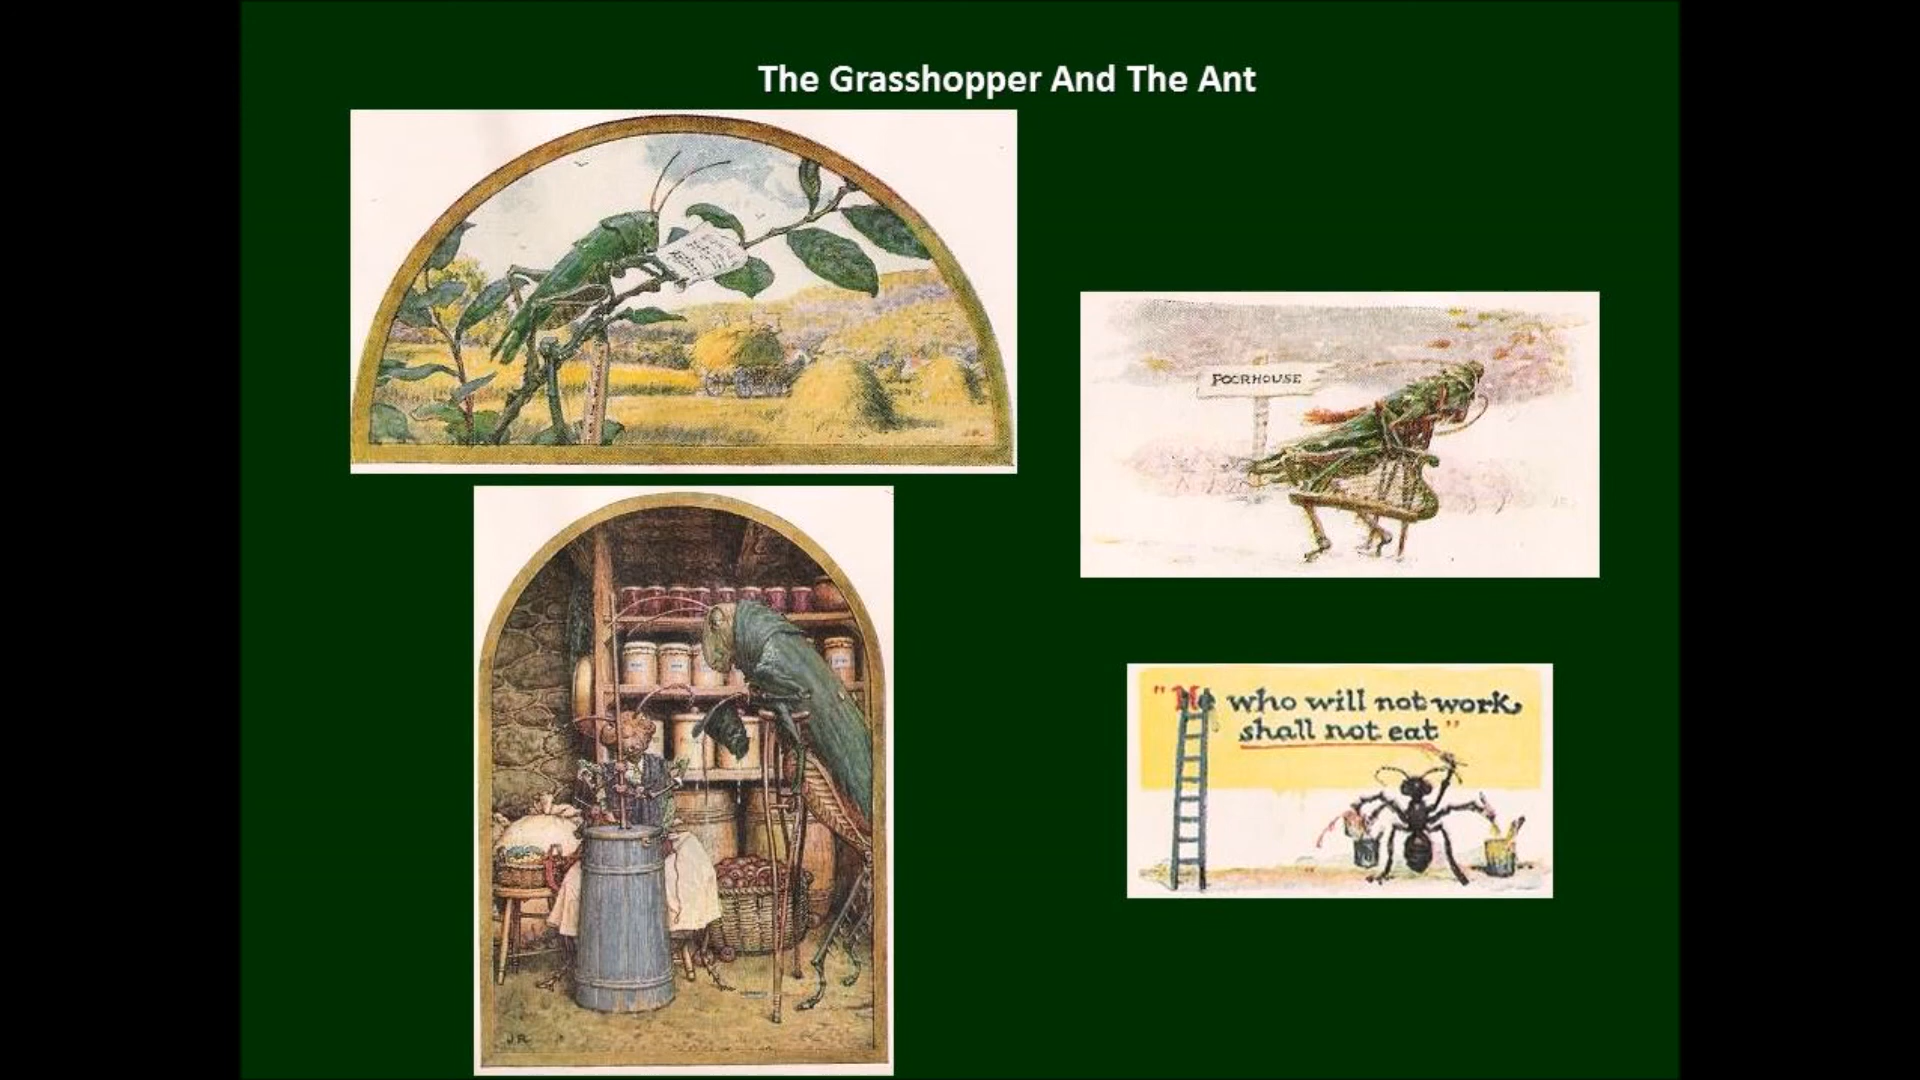 The Grasshopper And The Ant
POORHOUSE
"He who will not work,
shall not eat"
J.R.